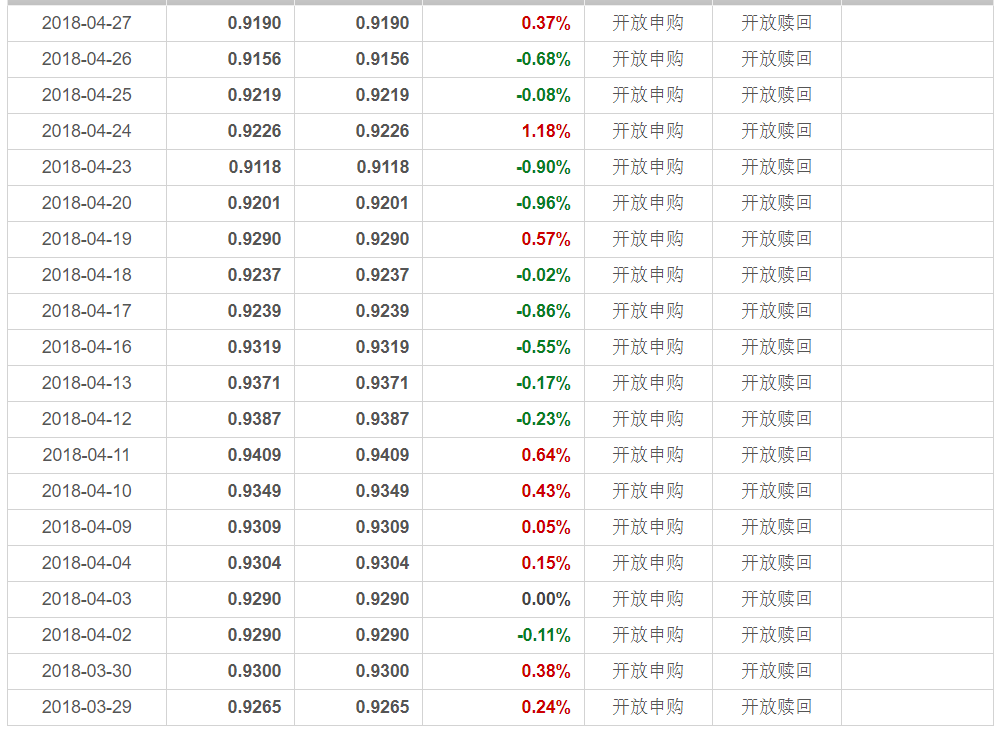 2018-04-27 0.9190 0.9190 0.37% 开放申购 开放赎回
2018-04-26 0.9156 0.9156 -0.68% 开放申购 开放赎回
2018-04-25 0.9219 0.9219 -0.08% 开放申购 开放赎回
2018-04-24 0.9226 0.9226 1.18% 开放申购 开放赎回
2018-04-23 0.9118 0.9118 -0.90% 开放申购 开放赎回
2018-04-20 0.9201 0.9201 -0.96% 开放申购 开放赎回
2018-04-19 0.9290 0.9290 0.57% 开放申购 开放赎回
2018-04-18 0.9237 0.9237 -0.02% 开放申购 开放赎回
2018-04-17 0.9239 0.9239 -0.86% 开放申购 开放赎回
2018-04-16 0.9319 0.9319 -0.55% 开放申购 开放赎回
2018-04-13 0.9371 0.9371 -0.17% 开放申购 开放赎回
2018-04-12 0.9387 0.9387 -0.23% 开放申购 开放赎回
2018-04-11 0.9409 0.9409 0.64% 开放申购 开放赎回
2018-04-10 0.9349 0.9349 0.43% 开放申购 开放赎回
2018-04-09 0.9309 0.9309 0.05% 开放申购 开放赎回
2018-04-04 0.9304 0.9304 0.15% 开放申购 开放赎回
2018-04-03 0.9290 0.9290 0.00% 开放申购 开放赎回
2018-04-02 0.9290 0.9290 -0.11% 开放申购 开放赎回
2018-03-30 0.9300 0.9300 0.38% 开放申购 开放赎回
2018-03-29 0.9265 0.9265 0.24% 开放申购 开放赎回